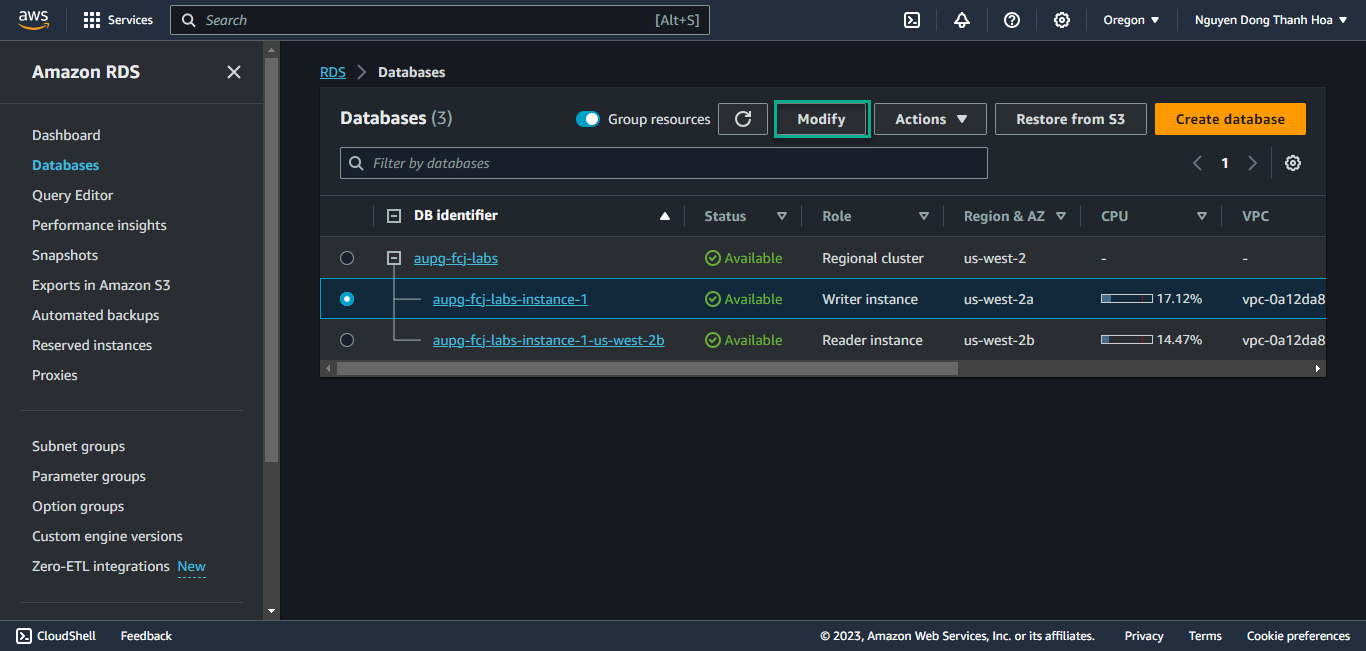 aws Services Search [Alt+S] Oregon Nguyen Dong Thanh Hoa
Amazon RDS
Dashboard
Databases
Query Editor
Performance insights
Snapshots
Exports in Amazon S3
Automated backups
Reserved instances
Proxies
Subnet groups
Parameter groups
Option groups
Custom engine versions
Zero-ETL integrations New
RDS Databases
Databases (3) Group resources Modify Actions Restore from S3 Create database
Filter by databases 1
DB identifier Status Role Region & AZ CPU VPC
aupg-fcj-labs Available Regional cluster us-west-2 - -
aupg-fcj-labs-instance-1 Available Writer instance us-west-2a 17.12% vpc-0a12da8
aupg-fcj-labs-instance-1-us-west-2b Available Reader instance us-west-2b 14.47% vpc-0a12da8
CloudShell Feedback © 2023, Amazon Web Services, Inc. or its affiliates. Privacy Terms Cookie preferences